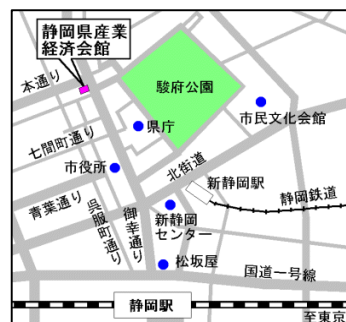 静岡県産業
経済会館
本通り
駿府公園
七間町通り
県庁
市民文化会館
市役所
北街道
新静岡駅
青葉通り
静岡鉄道
呉服町通り
御幸通り
新静岡
センター
松坂屋
国道一号線
静岡駅
至東京